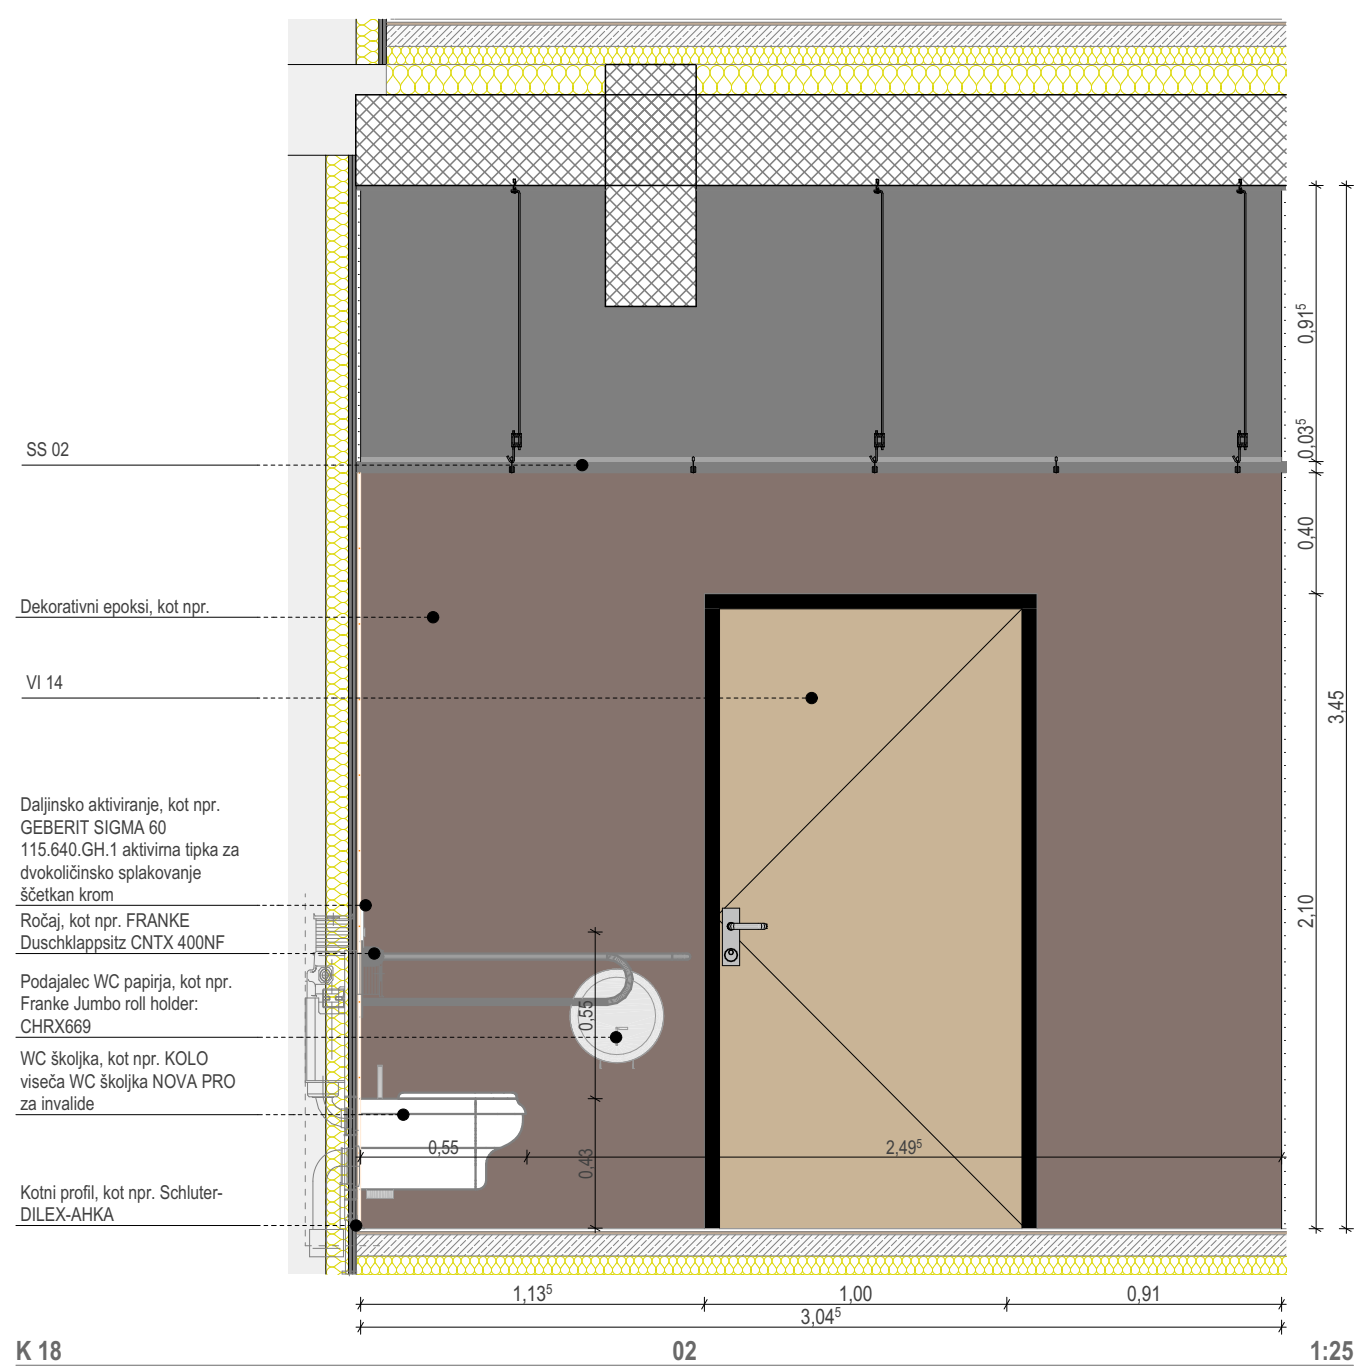 SS 02
Dekorativni epoksi, kot npr.
VI 14
Daljinsko aktiviranje, kot npr.
GEBERIT SIGMA 60
115.640.GH.1 aktivirna tipka za
dvokoličinsko splakovanje
ščetkan krom
Ročaj, kot npr. FRANKE
Duschklappsitz CNTX 400NF
Podajalec WC papirja, kot npr.
Franke Jumbo roll holder:
CHRX669
WC školjka, kot npr. KOLO
viseča WC školjka NOVA PRO
za invalide
Kotni profil, kot npr. Schluter-
DILEX-AHKA
0,55
0,55
0,43
2,49⁵
0,91⁵
0,03⁵
0,40
2,10
3,45
1,13⁵
1,00
0,91
3,04⁵
K 18
02
1:25